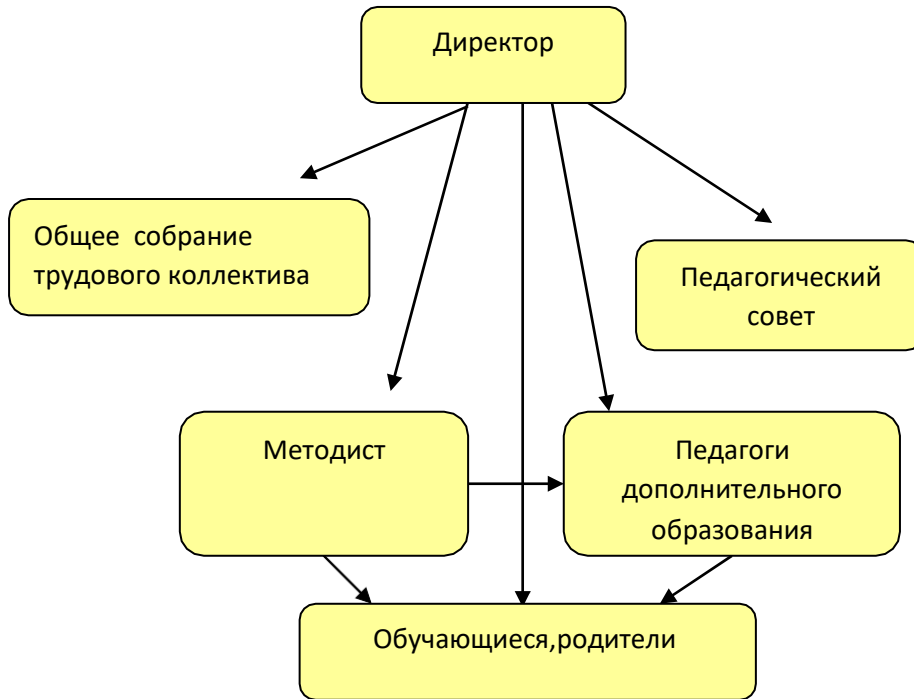 Директор
Общее собрание
трудового коллектива
Педагогический
совет
Методист
Педагоги
дополнительного
образования
Обучающиеся,родители